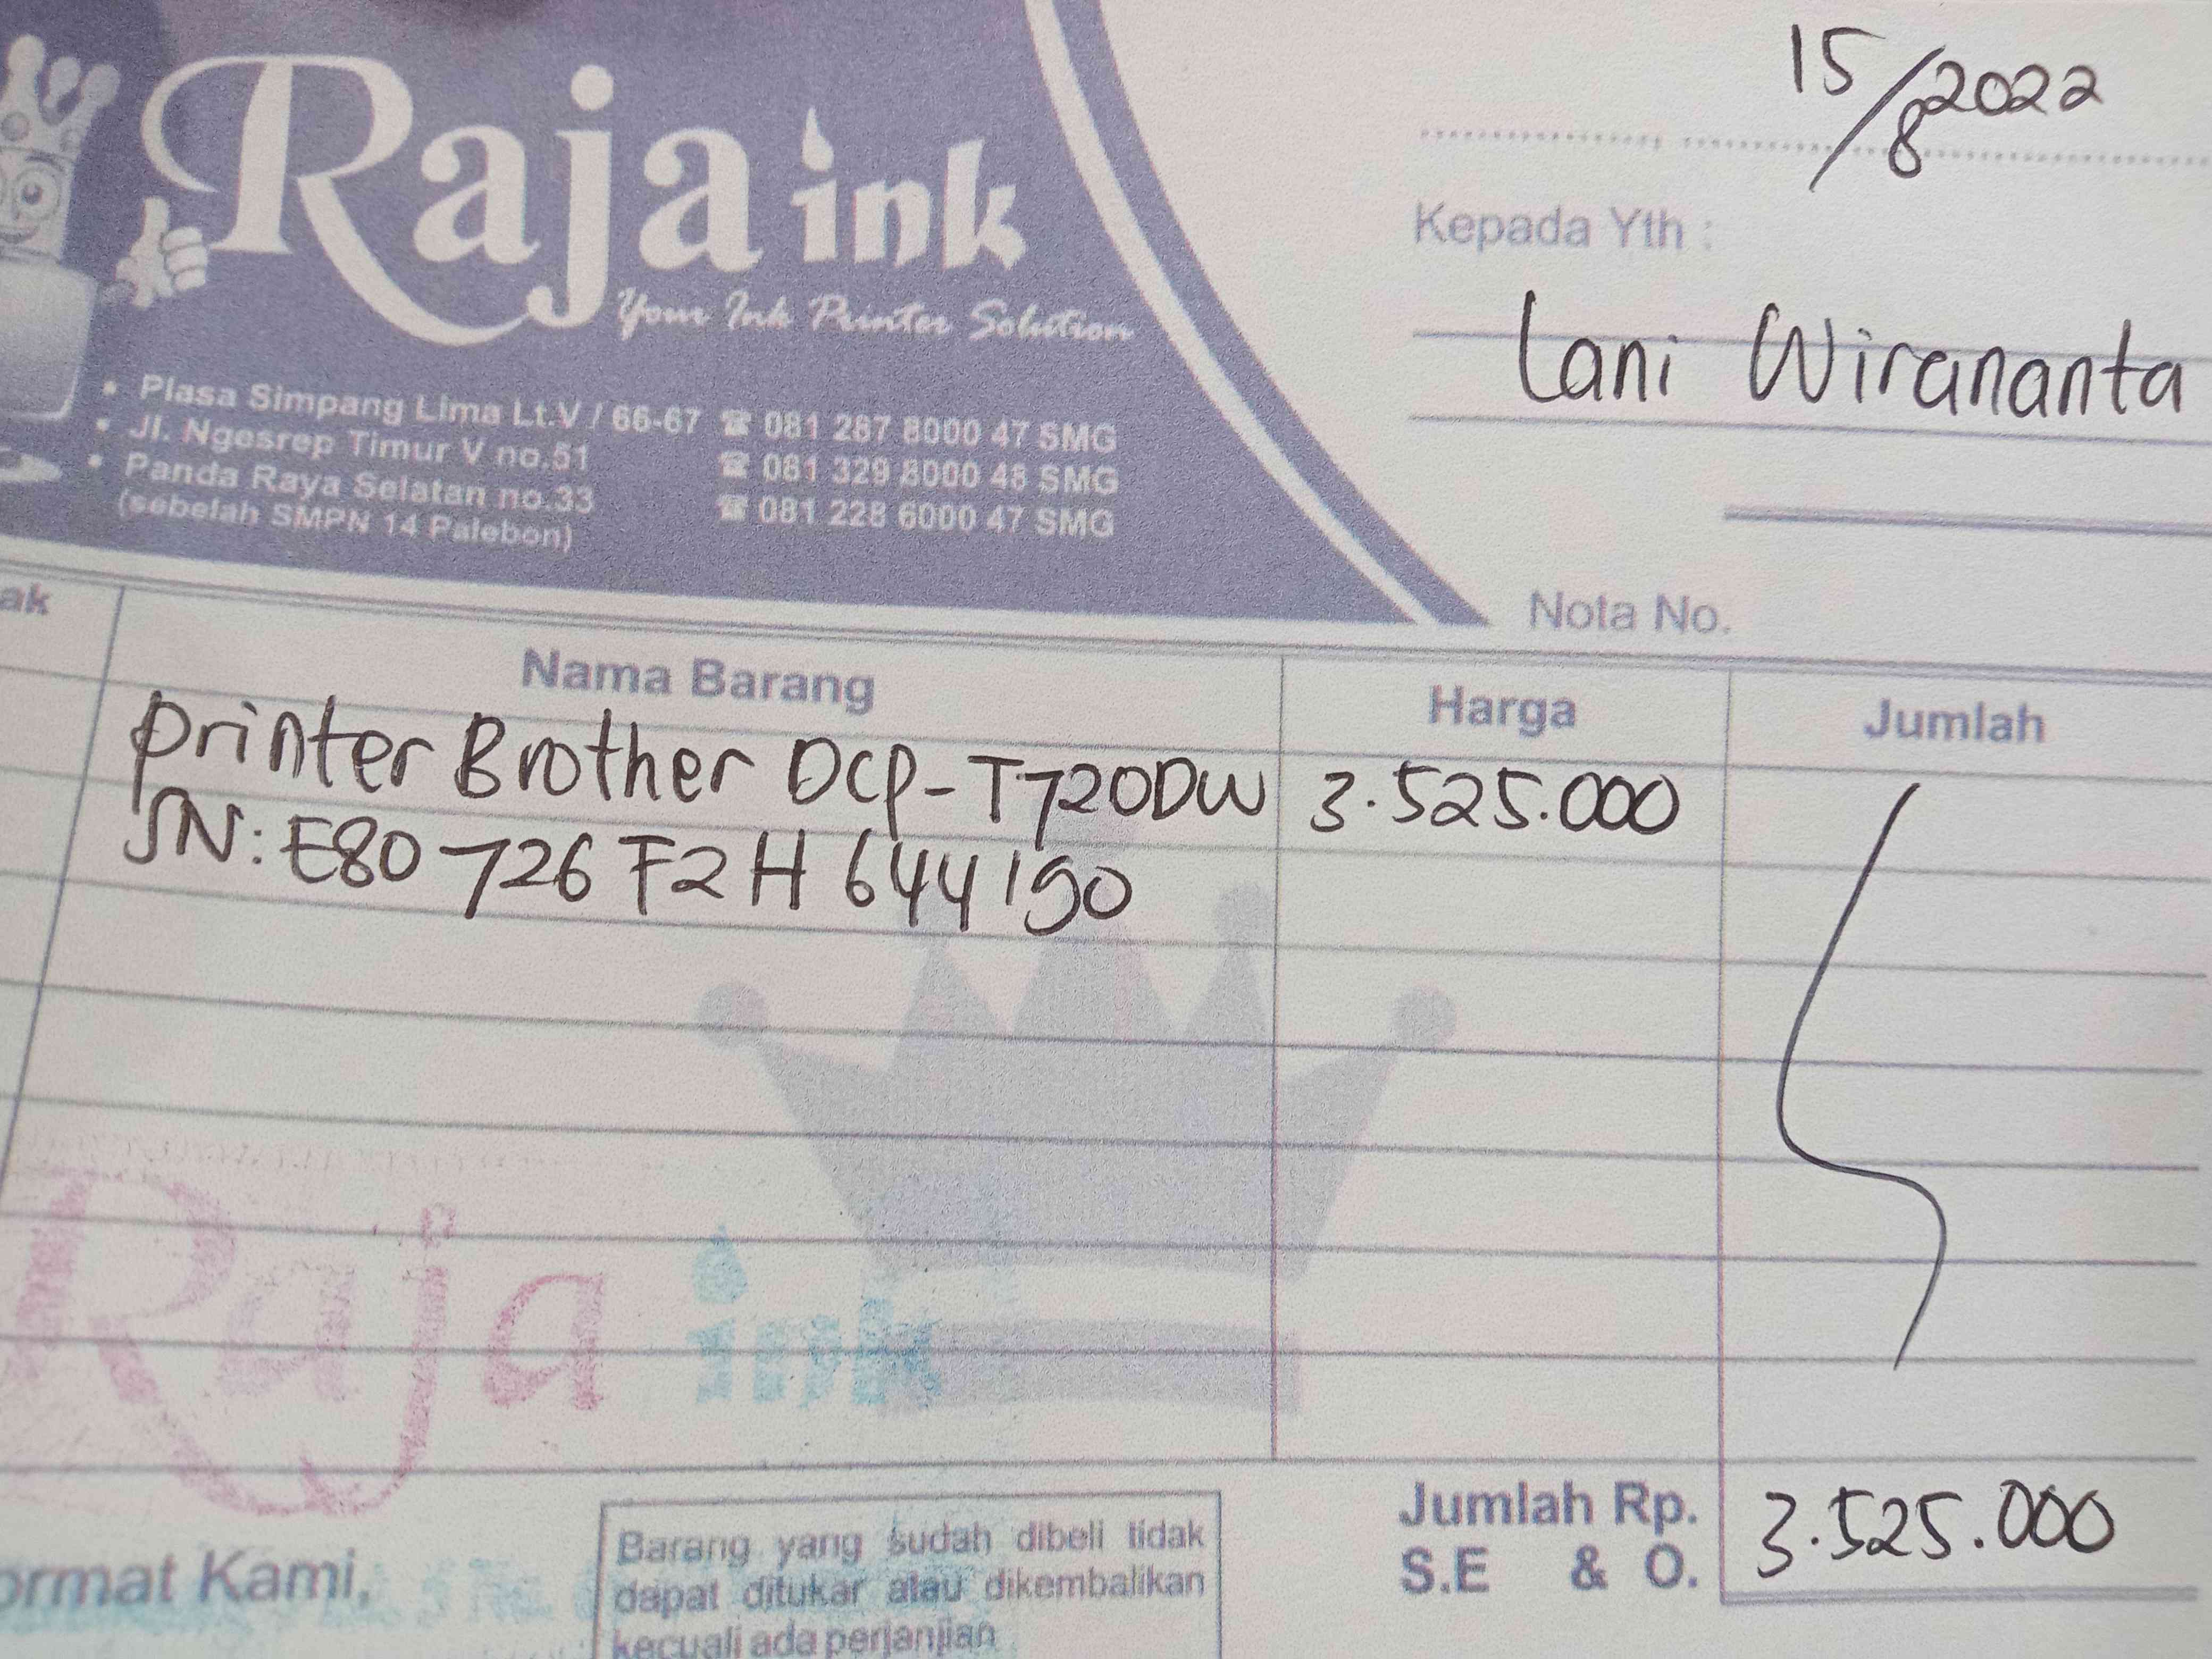 Raja ink
Your Ink Printer Solution
• Plasa Simpang Lima Lt.V / 66-67 ☎ 081 287 8000 47 SMG
• Jl. Ngesrep Timur V no.51 ☎ 081 329 8000 48 SMG
• Panda Raya Selatan no.33 ☎ 081 228 6000 47 SMG
(sebelah SMPN 14 Palebon)
15/8 2022
Kepada Yth :
Lani Wirananta
Nota No.
ak
Nama Barang Harga Jumlah
Printer Brother DCP-T720DW 3.525.000
SN: E80726F2H644190
Raja ink
Jumlah Rp. 3.525.000
S.E & O.
ormat Kami,
Barang yang sudah dibeli tidak
dapat ditukar atau dikembalikan
kecuali ada perjanjian